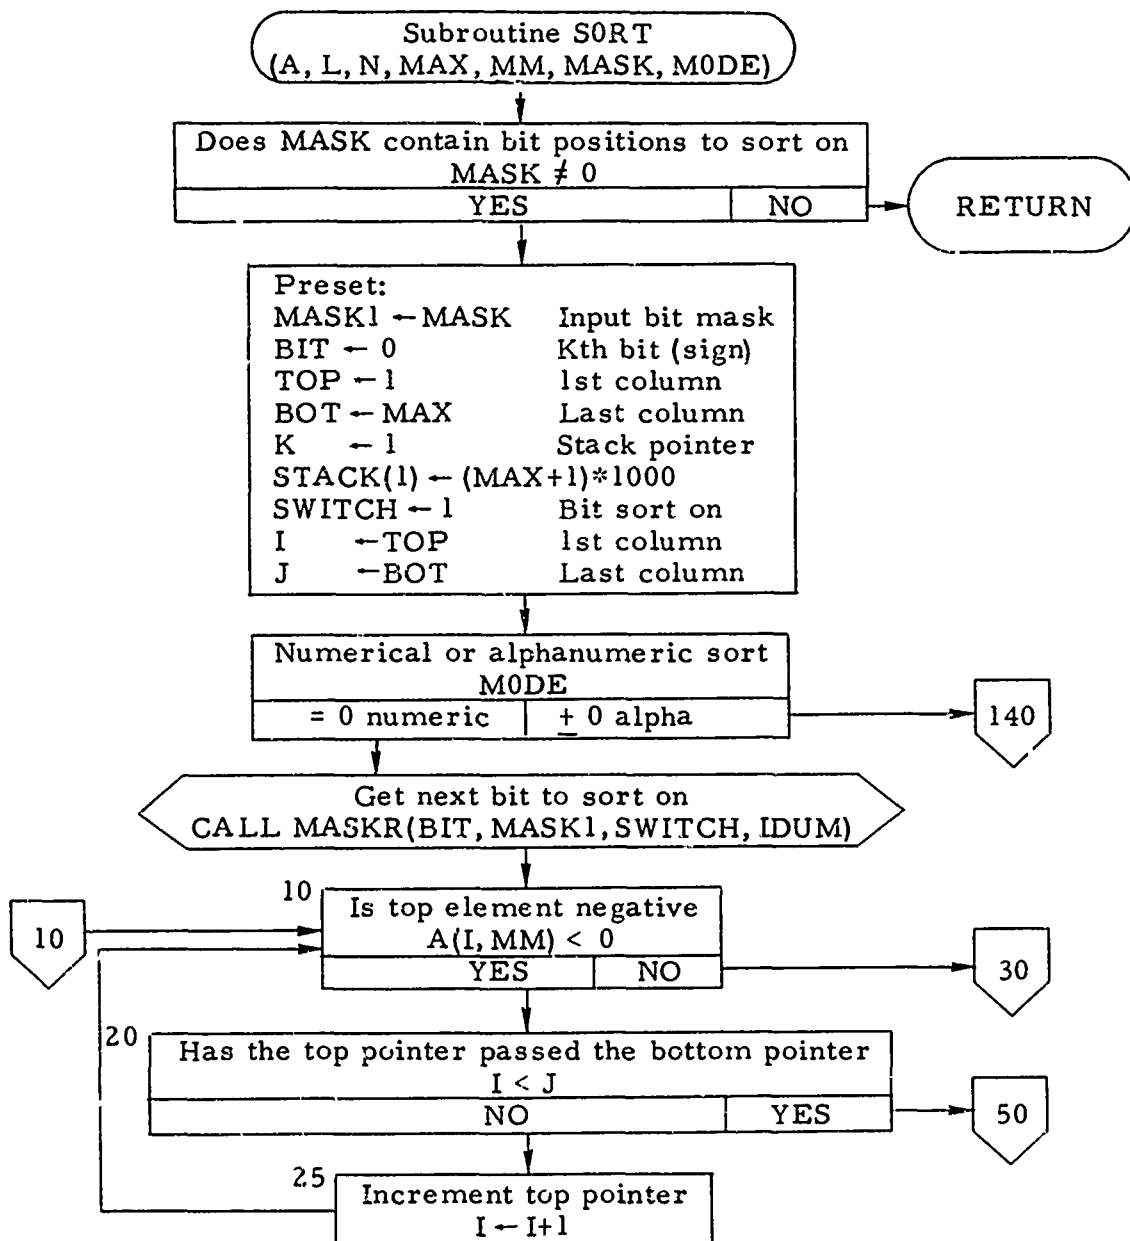 Subroutine SORT
(A, L, N, MAX, MM, MASK, MODE)
Does MASK contain bit positions to sort on
MASK ≠ 0
YES NO
RETURN
Preset:
MASK1 ← MASK Input bit mask
BIT ← 0 Kth bit (sign)
TOP ← 1 1st column
BOT ← MAX Last column
K ← 1 Stack pointer
STACK(1) ← (MAX+1)*1000
SWITCH ← 1 Bit sort on
I ← TOP 1st column
J ← BOT Last column
Numerical or alphanumeric sort
MODE
= 0 numeric ± 0 alpha
140
Get next bit to sort on
CALL MASKR(BIT, MASK1, SWITCH, IDUM)
10
10
Is top element negative
A(I, MM) < 0
YES NO
30
20
Has the top pointer passed the bottom pointer
I < J
NO YES
50
25
Increment top pointer
I ← I+1